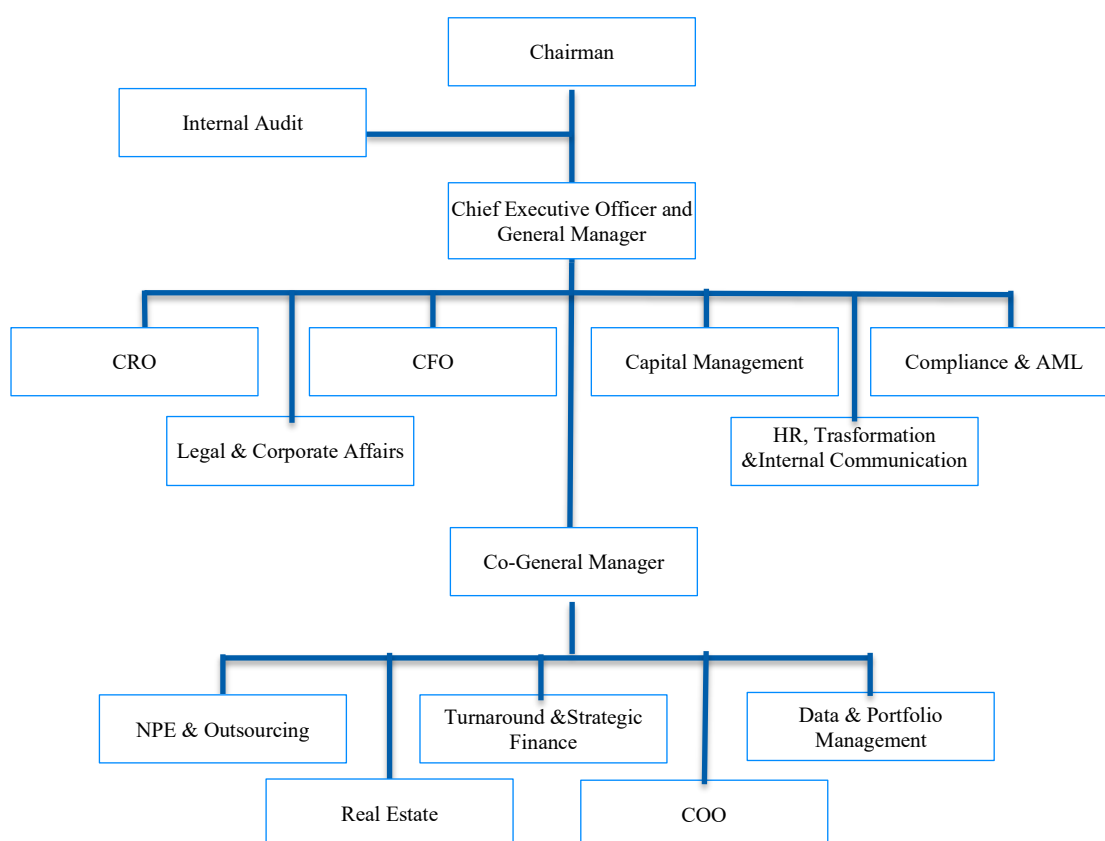 Chairman
Internal Audit
Chief Executive Officer and
General Manager
CRO
CFO
Capital Management
Compliance & AML
Legal & Corporate Affairs
HR, Trasformation
&Internal Communication
Co-General Manager
NPE & Outsourcing
Turnaround &Strategic
Finance
Data & Portfolio
Management
Real Estate
COO